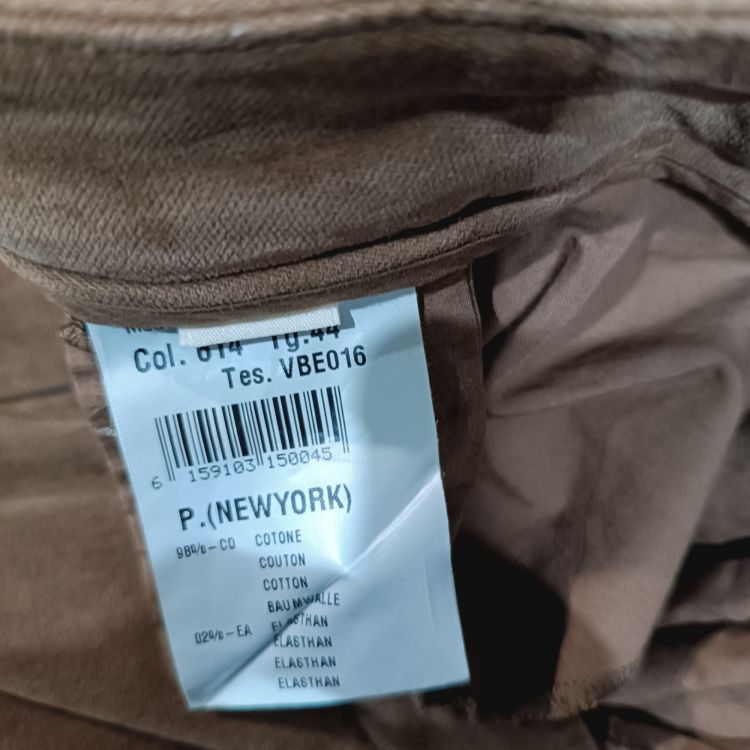 Col. 614 Tg.44
Tes. VBE016
6 159103 150045
P.(NEWYORK)
98%-CO COTONE
COUTON
COTTON
BAUMWALLE
02%-EA ELASTHAN
ELASTHAN
ELASTHAN
ELASTHAN